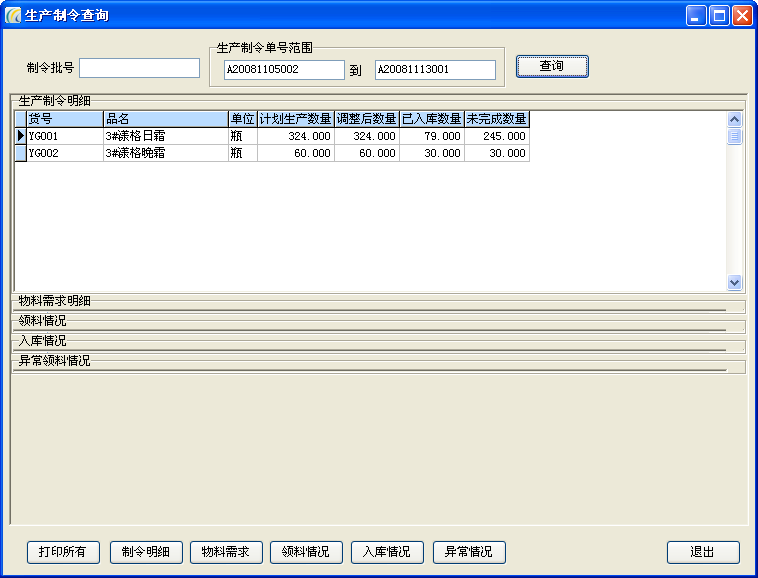 生产制令查询
生产制令单号范围
制令批号 A20081105002 到 A20081113001 查询
生产制令明细
货号 品名 单位 计划生产数量 调整后数量 已入库数量 未完成数量
YG001 3#漾格日霜 瓶 324.000 324.000 79.000 245.000
YG002 3#漾格晚霜 瓶 60.000 60.000 30.000 30.000
物料需求明细
领料情况
入库情况
异常领料情况
打印所有 制令明细 物料需求 领料情况 入库情况 异常情况 退出